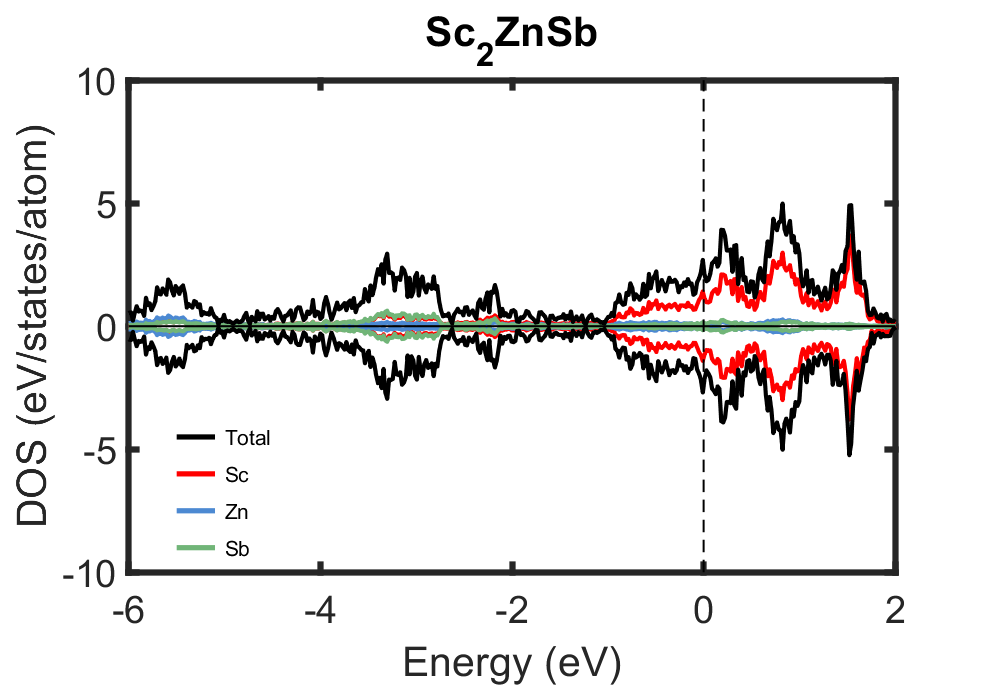 Sc2ZnSb
10
5
0
-5
-10
DOS (eV/states/atom)
Total
Sc
Zn
Sb
-6 -4 -2 0 2
Energy (eV)